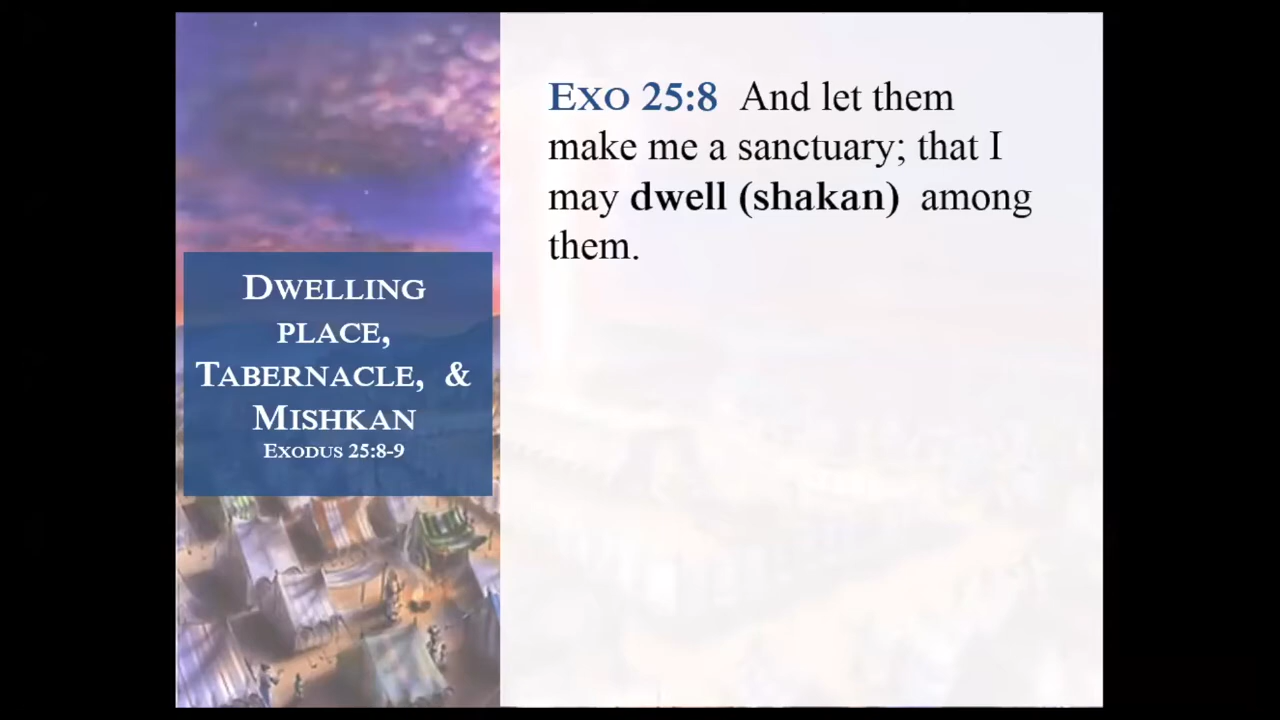 DWELLING
PLACE,
TABERNACLE, &
MISHKAN
EXODUS 25:8-9
EXO 25:8 And let them
make me a sanctuary; that I
may dwell (shakan) among
them.